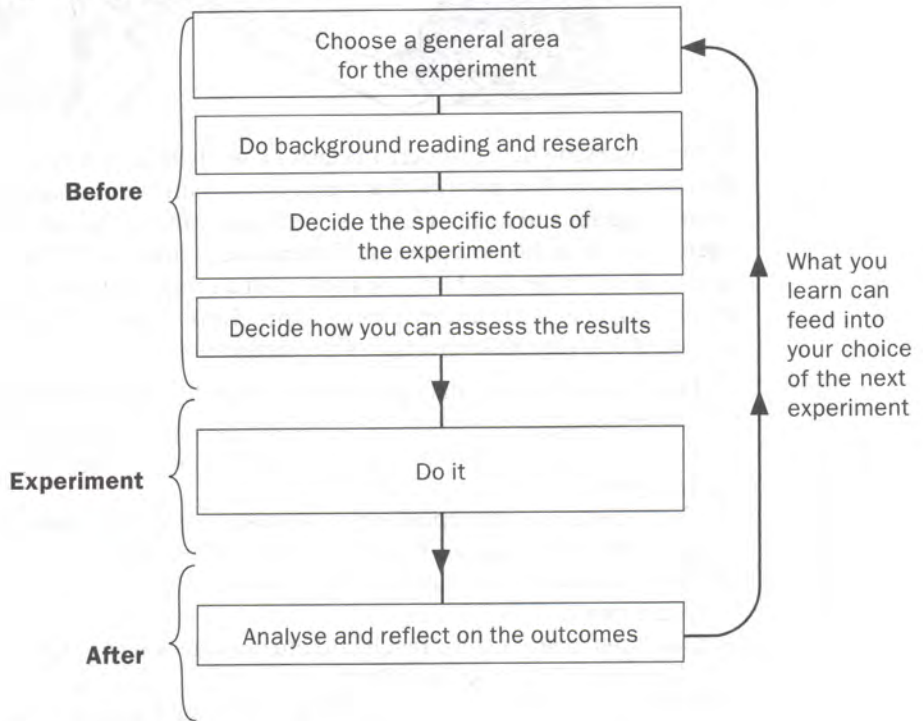 Choose a general area
for the experiment
Do background reading and research
Before
Decide the specific focus of
the experiment
Decide how you can assess the results
What you
learn can
feed into
your choice
of the next
experiment
Experiment
Do it
Analyse and reflect on the outcomes
After